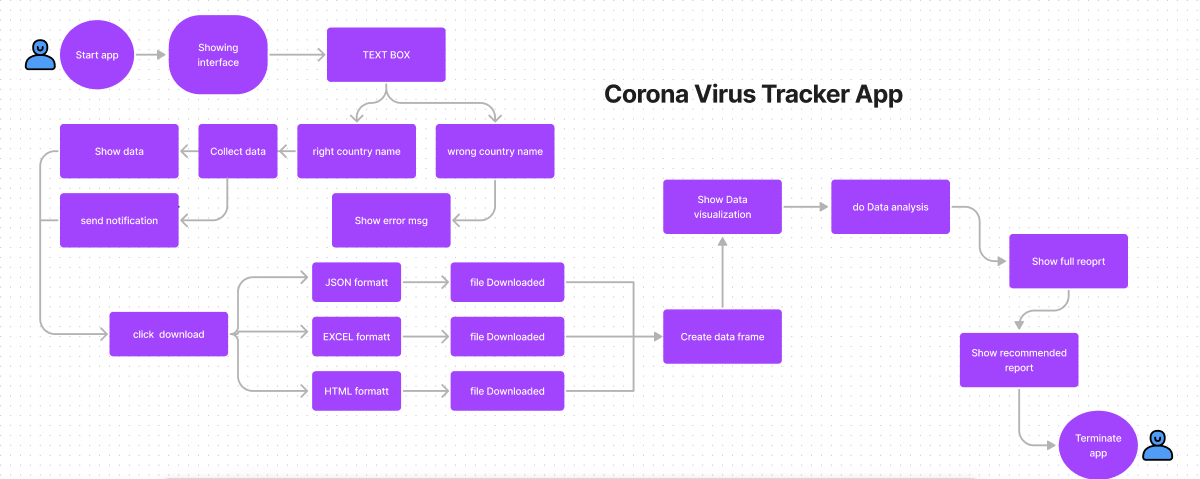 Start app
Showing
interface
TEXT BOX
Corona Virus Tracker App
Show data
Collect data
right country name
wrong country name
send notification
Show error msg
Show Data
visualization
do Data analysis
Show full reoprt
JSON formatt
file Downloaded
click  download
EXCEL formatt
file Downloaded
Create data frame
HTML formatt
file Downloaded
Show recommended
report
Terminate
app